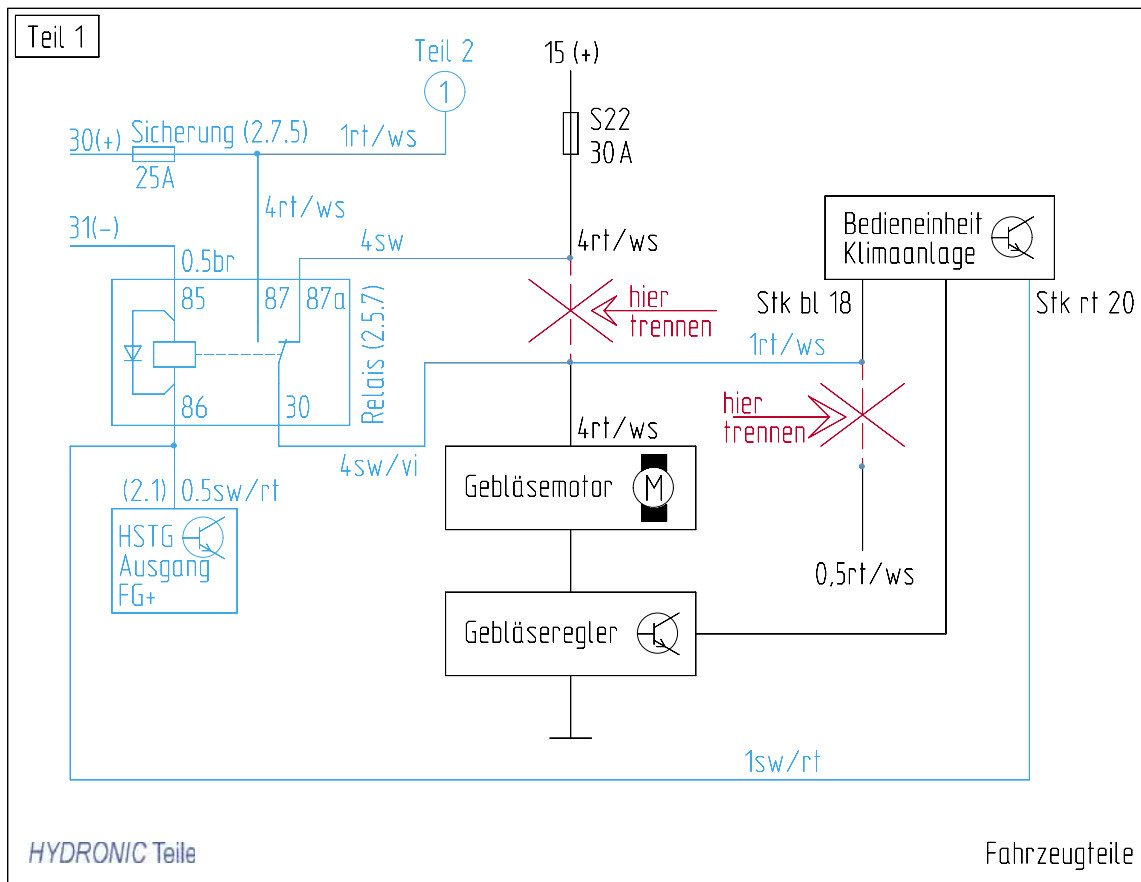 Teil 1
Teil 2
1
15 (+)
30(+)
Sicherung (2.7.5)
25A
1rt/ws
S22
30A
31(-)
4rt/ws
4sw
4rt/ws
Bedieneinheit
Klimaanlage
0.5br
85
87
87a
Relais (2.5.7)
hier
trennen
Stk bl 18
Stk rt 20
1rt/ws
86
30
hier
trennen
4sw/vi
4rt/ws
Gebläsemotor
M
(2.1)
0.5sw/rt
HSTG
Ausgang
FG+
0,5rt/ws
Gebläseregler
1sw/rt
HYDRONIC Teile
Fahrzeugteile